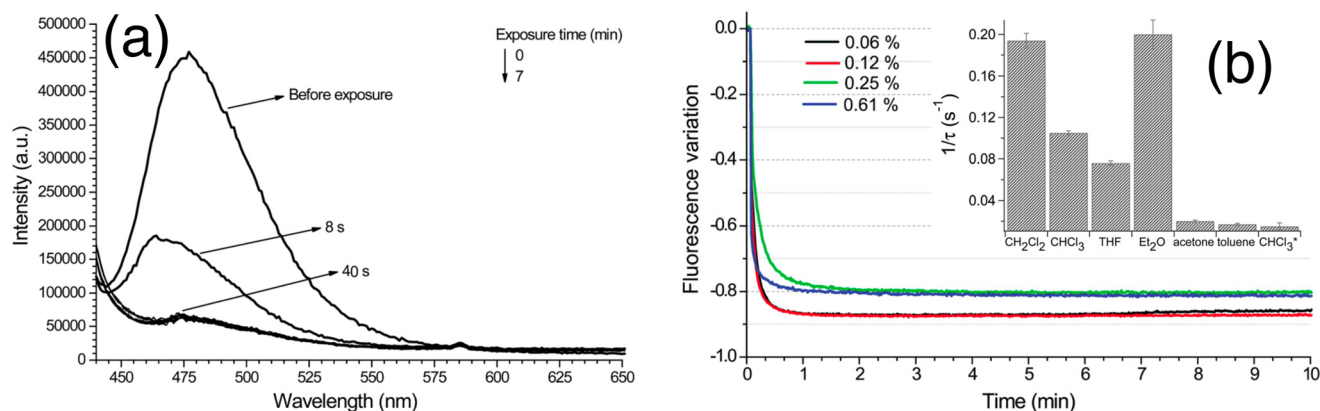 (a)
500000
450000
400000
350000
300000
250000
200000
150000
100000
50000
0
Intensity (a.u.)
Exposure time (min)
0
7
Before exposure
8 s
40 s
450 475 500 525 550 575 600 625 650
Wavelength (nm)
(b)
0.0
-0.2
-0.4
-0.6
-0.8
-1.0
Fluorescence variation
0.06 %
0.12 %
0.25 %
0.61 %
0.20
0.16
0.12
0.08
0.04
1/τ (s⁻¹)
CH₂Cl₂ CHCl₃ THF Et₂O acetone toluene CHCl₃*
0 1 2 3 4 5 6 7 8 9 10
Time (min)